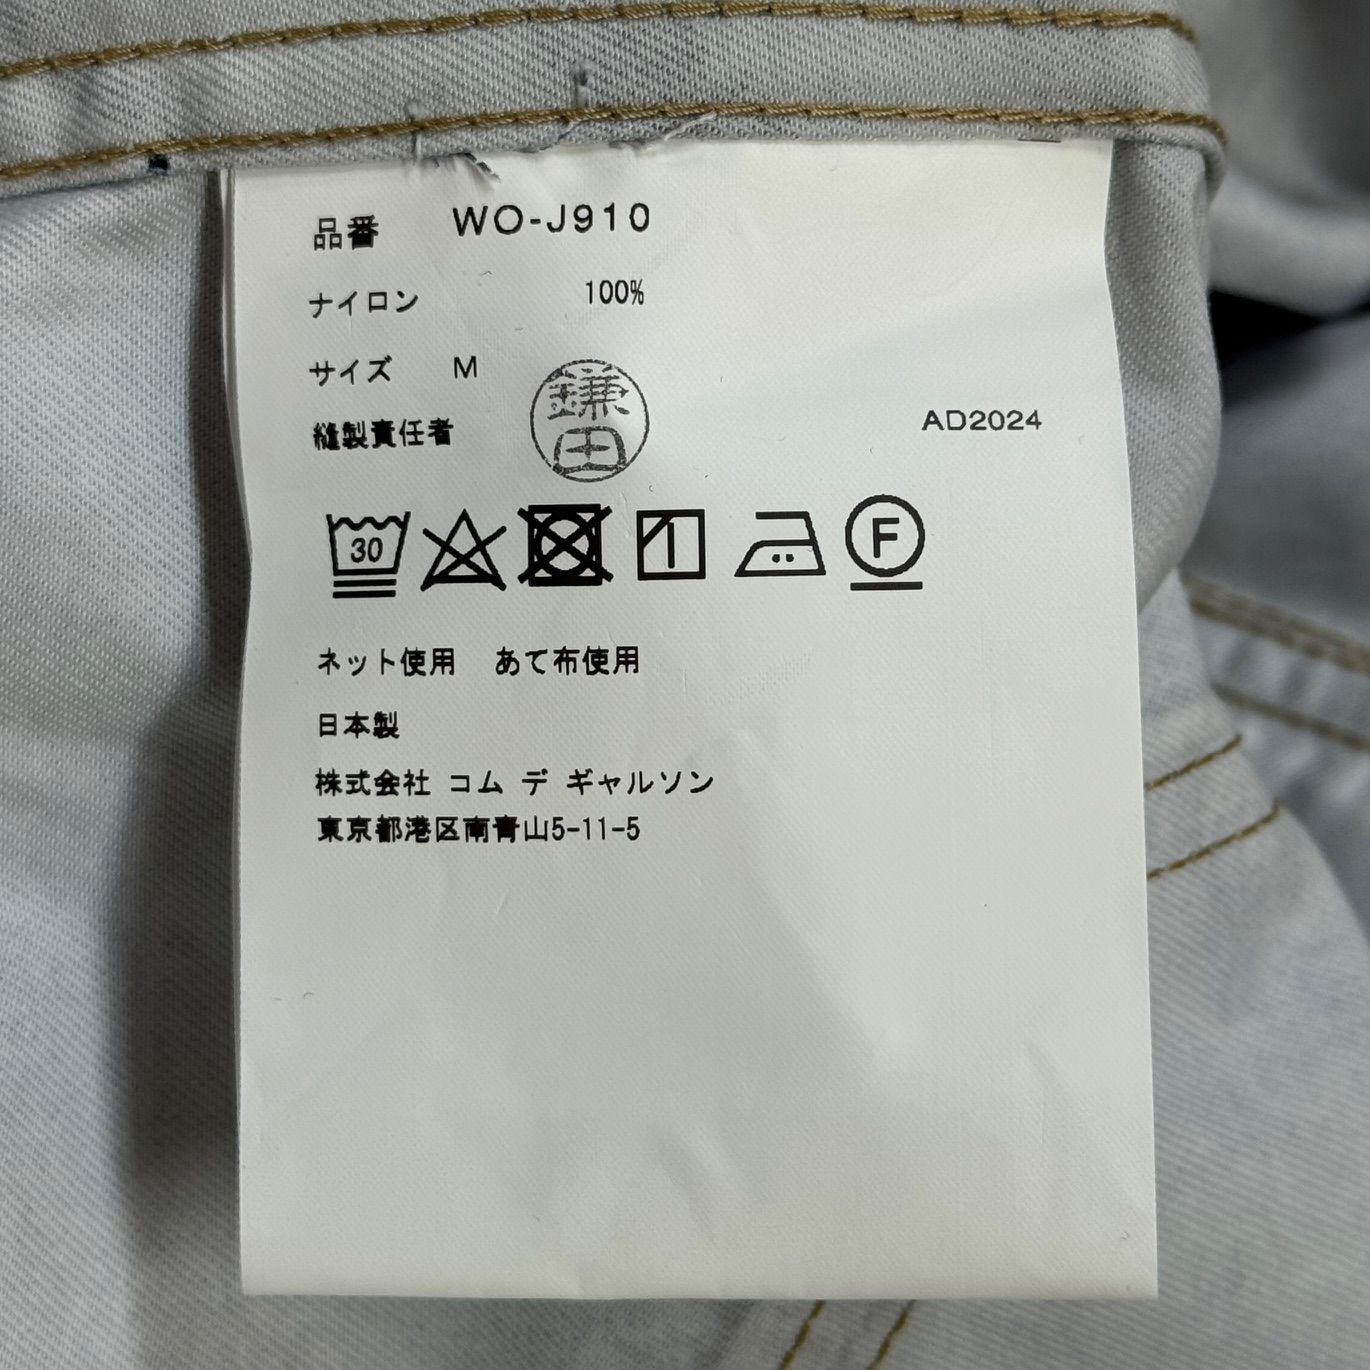 品番 WO-J910
ナイロン 100%
サイズ M
縫製責任者 鎌田 AD2024
30 1 F
ネット使用 あて布使用
日本製
株式会社 コム デ ギャルソン
東京都港区南青山5-11-5